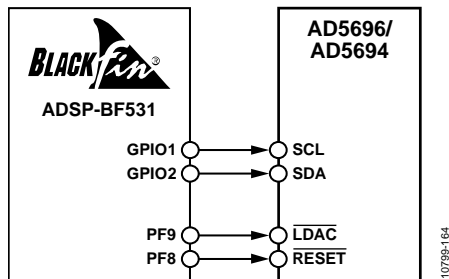 BLACKfin®
ADSP-BF531
AD5696/
AD5694
GPIO1
SCL
GPIO2
SDA
PF9
LDAC
PF8
RESET
10799-164